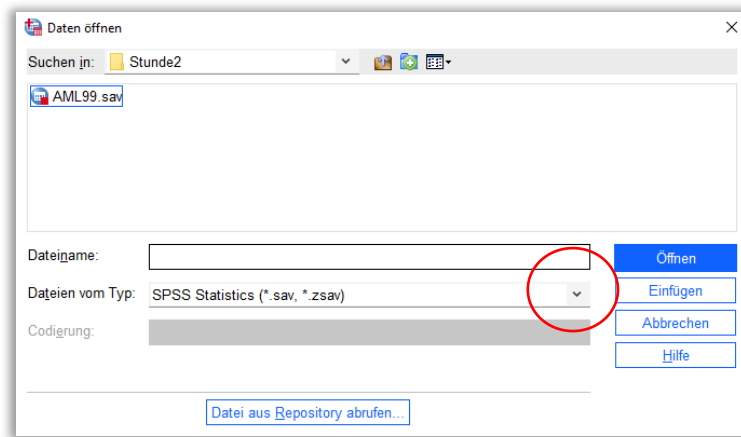 Daten öffnen
Suchen in: Stunde2
AML99.sav
Dateiname:
Öffnen
Dateien vom Typ: SPSS Statistics (*.sav, *.zsav)
Einfügen
Codierung:
Abbrechen
Hilfe
Datei aus Repository abrufen...